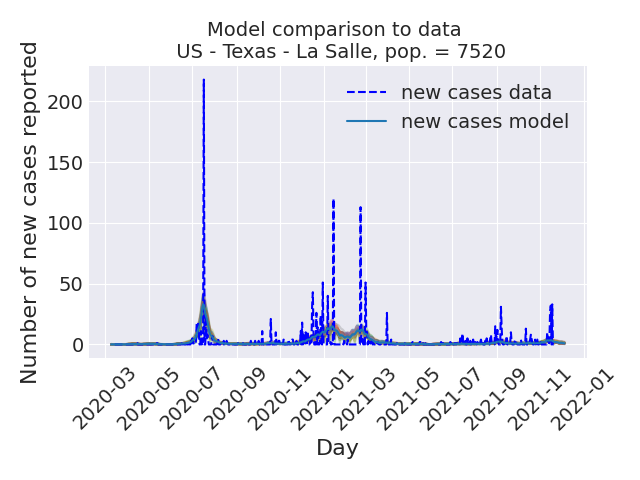 Model comparison to data
US - Texas - La Salle, pop. = 7520
new cases data
new cases model
Number of new cases reported
200
150
100
50
0
2020-03
2020-05
2020-07
2020-09
2020-11
2021-01
2021-03
2021-05
2021-07
2021-09
2021-11
2022-01
Day